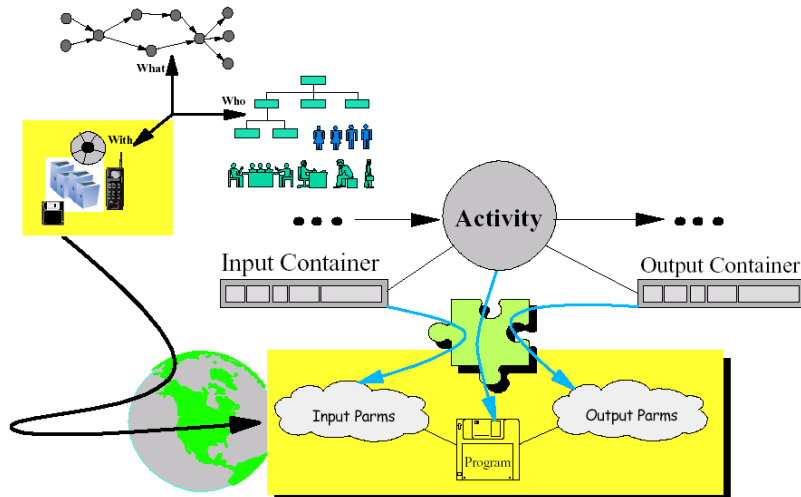 What
Who
With
Activity
Input Container
Output Container
Input Parms
Output Parms
Program